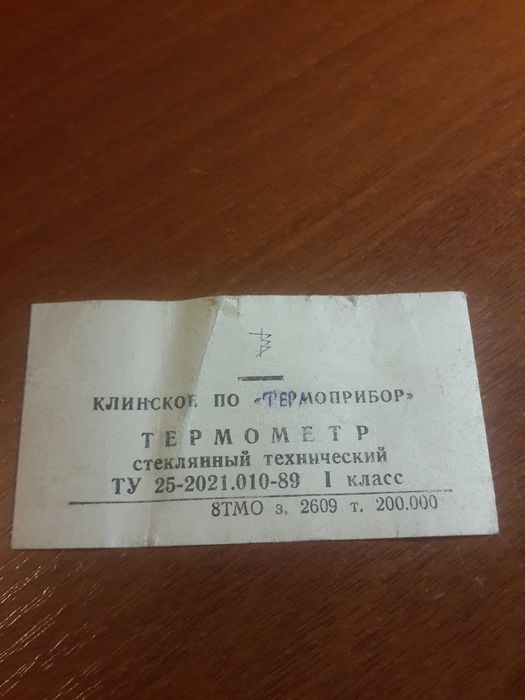 КЛИНСКОЕ ПО «ТЕРМОПРИБОР»
ТЕРМОМЕТР
стеклянный технический
ТУ 25-2021.010-89 I класс
8ТМО з. 2609 т. 200.000